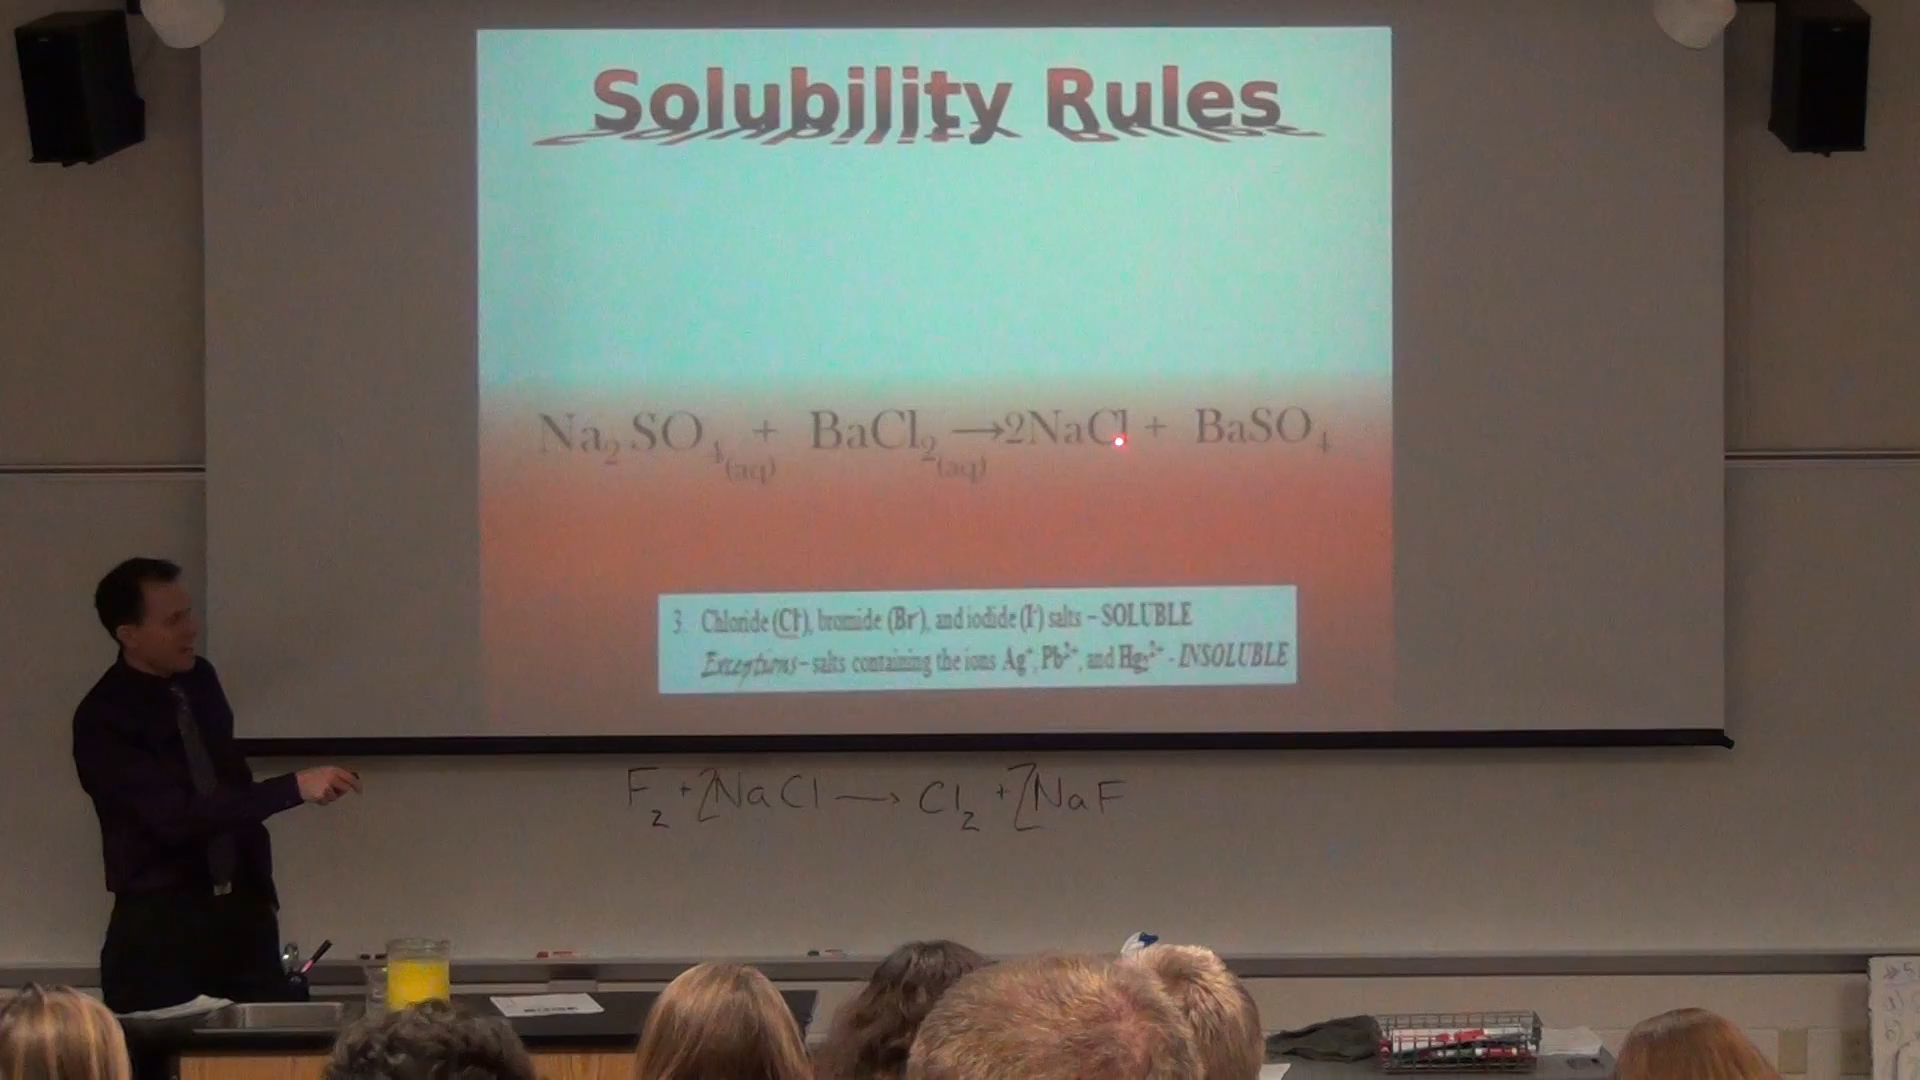 Solubility Rules
Na₂SO₄(aq) + BaCl₂(aq) → 2NaCl + BaSO₄
3. Chloride (Cl⁻), bromide (Br⁻), and iodide (I⁻) salts – SOLUBLE
Exceptions – salts containing the ions Ag⁺, Pb²⁺, and Hg₂²⁺ - INSOLUBLE
F₂ + 2NaCl → Cl₂ + 2NaF
a)
b)